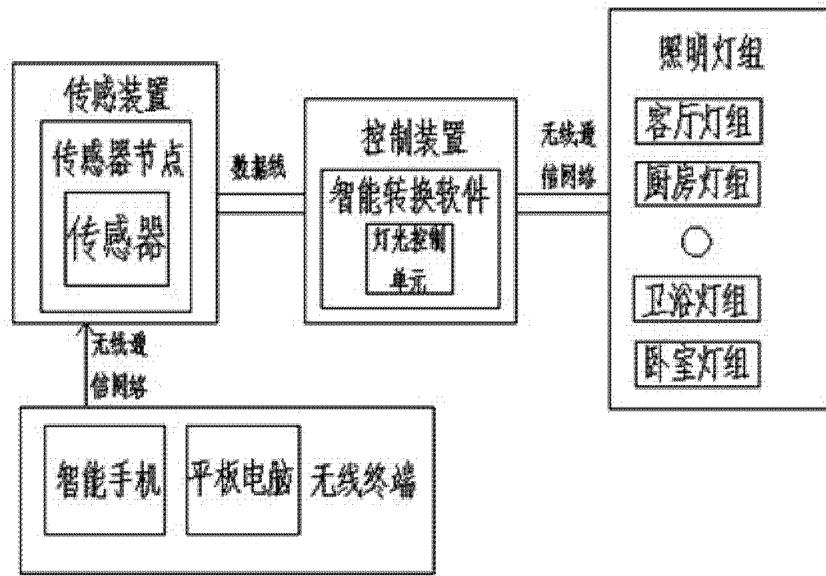 传感装置
传感器节点
传感器
数据线
控制装置
智能转换软件
灯光控制
单元
无线通
信网络
照明灯组
客厅灯组
厨房灯组
卫浴灯组
卧室灯组
无线通
信网络
智能手机
平板电脑
无线终端